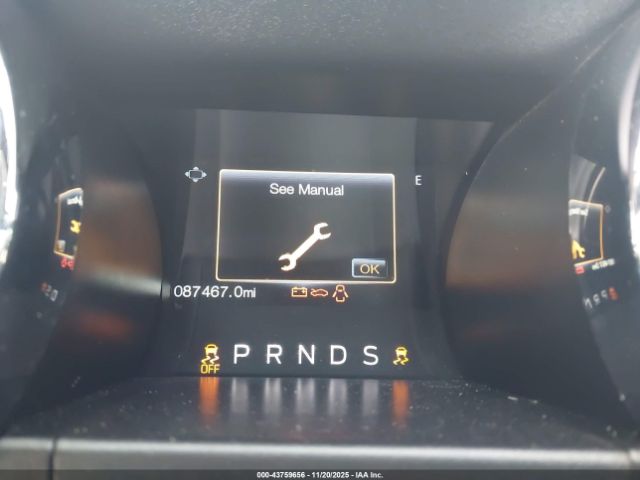 See Manual
E
OK
087467.0mi
OFF P R N D S
000-43759656 - 11/20/2025 - IAA Inc.